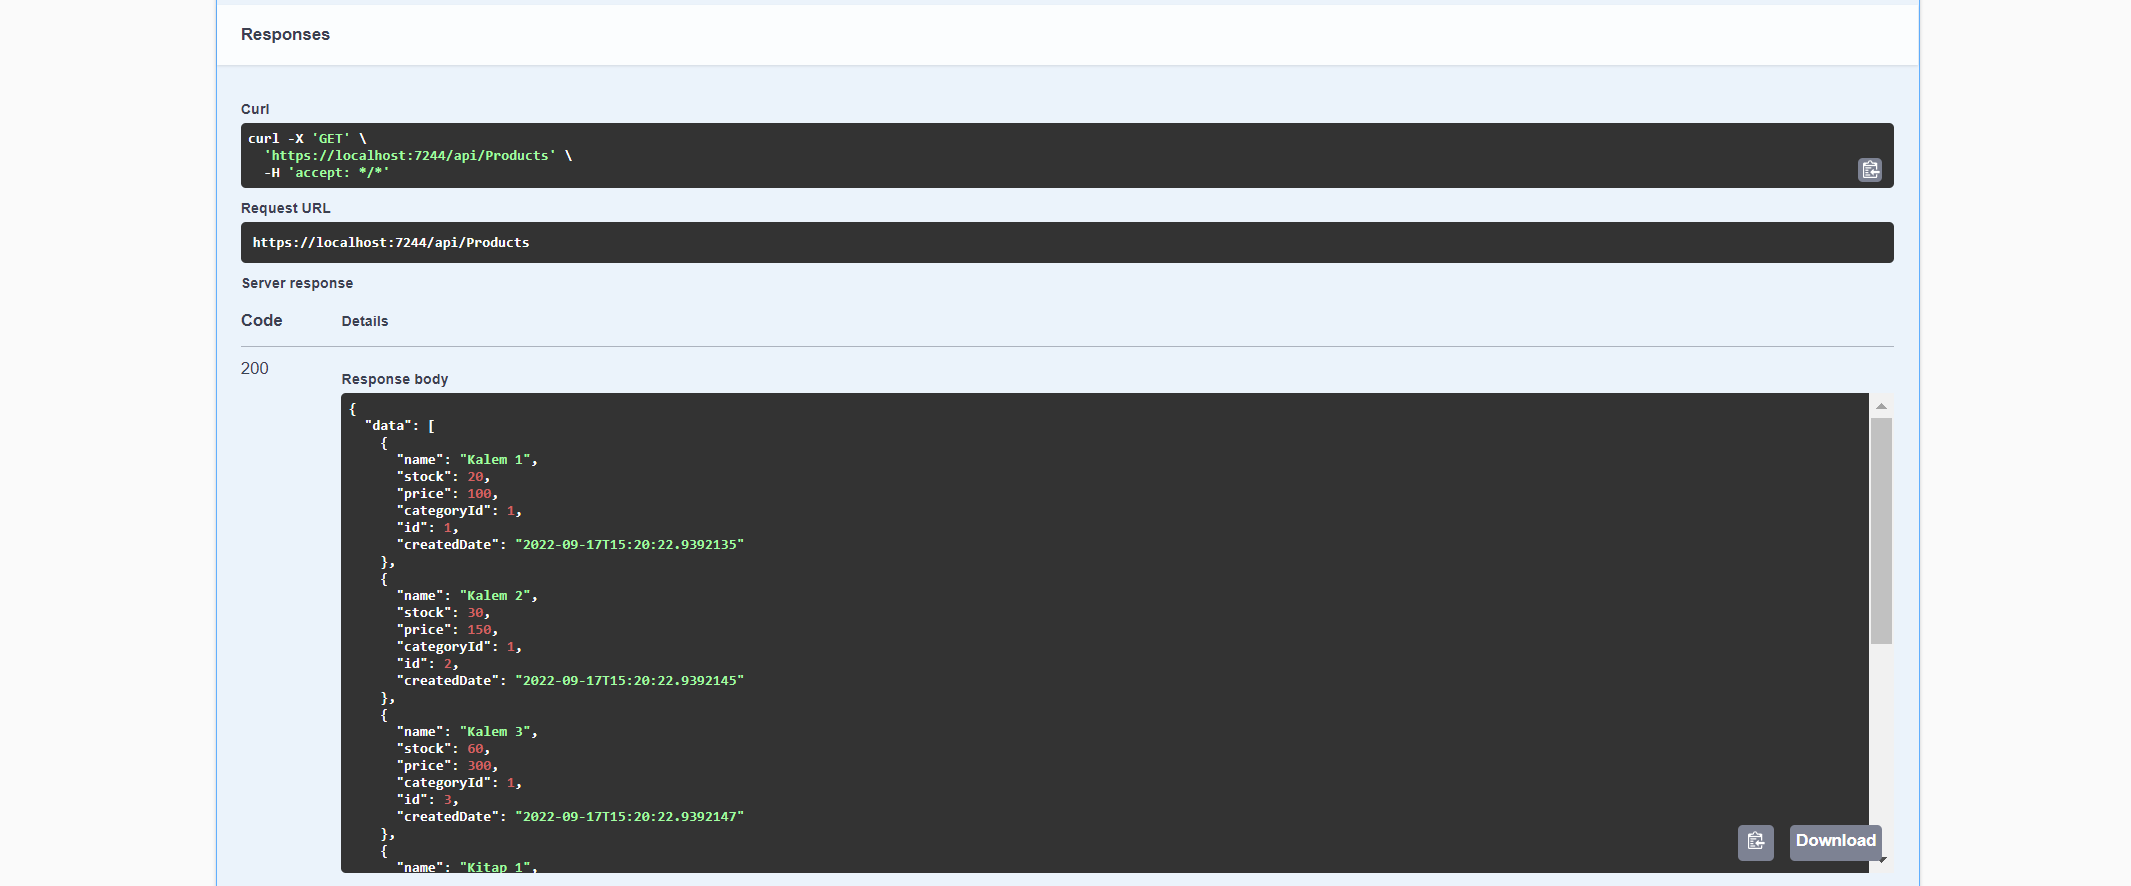 Responses
Curl
curl -X 'GET' \
  'https://localhost:7244/api/Products' \
  -H 'accept: */*'
Request URL
https://localhost:7244/api/Products
Server response
Code Details
200
Response body
{
  "data": [
    {
      "name": "Kalem 1",
      "stock": 20,
      "price": 100,
      "categoryId": 1,
      "id": 1,
      "createdDate": "2022-09-17T15:20:22.9392135"
    },
    {
      "name": "Kalem 2",
      "stock": 30,
      "price": 150,
      "categoryId": 1,
      "id": 2,
      "createdDate": "2022-09-17T15:20:22.9392145"
    },
    {
      "name": "Kalem 3",
      "stock": 60,
      "price": 300,
      "categoryId": 1,
      "id": 3,
      "createdDate": "2022-09-17T15:20:22.9392147"
    },
    {
      "name": "Kitap 1",
Download